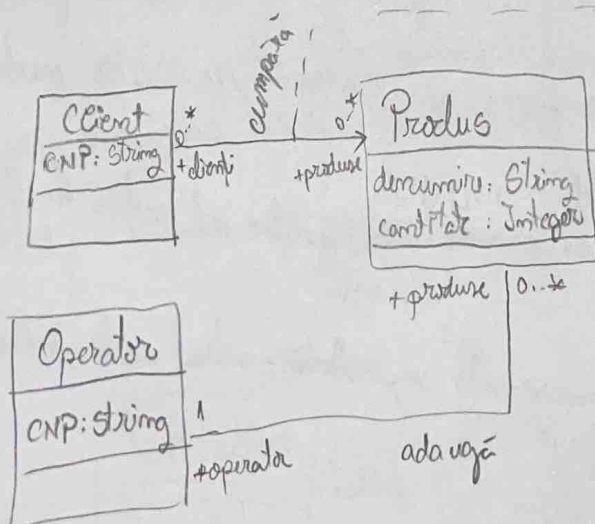 Client
CNP: String
0..*
+clienți
cumpără
0..*
+produse
Produs
denumire: String
cantitate: Integer
+produse
0..*
Operator
CNP: String
1
+operator
adaugă